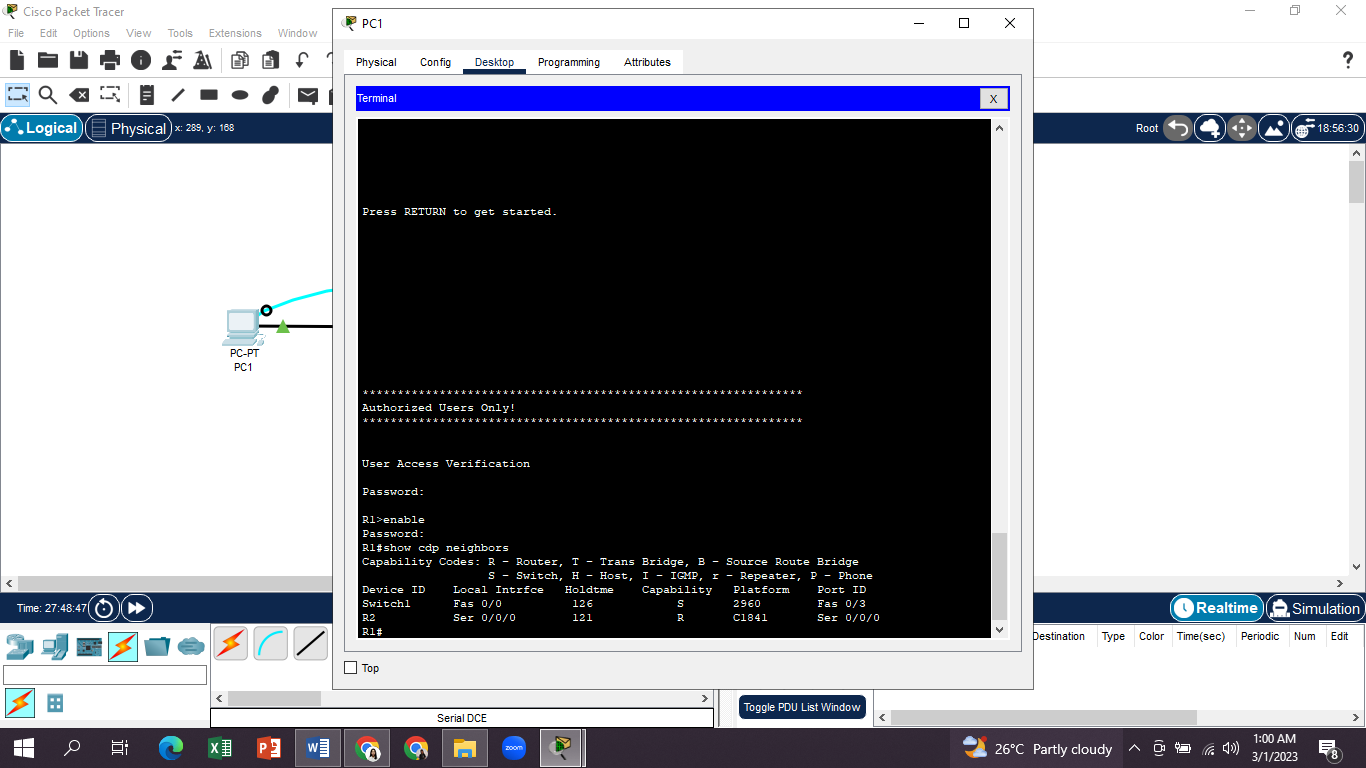 Cisco Packet Tracer
File Edit Options View Tools Extensions Window
Logical
Physical
x: 289, y: 168
Root
18:56:30
PC-PT
PC1
PC1
Physical Config Desktop Programming Attributes
Terminal
X
Press RETURN to get started.
***************************************************************
Authorized Users Only!
***************************************************************
User Access Verification
Password:
R1>enable
Password:
R1#show cdp neighbors
Capability Codes: R - Router, T - Trans Bridge, B - Source Route Bridge
S - Switch, H - Host, I - IGMP, r - Repeater, P - Phone
Device ID Local Intrfce Holdtme Capability Platform Port ID
Switch1 Fas 0/0 126 S 2960 Fas 0/3
R2 Ser 0/0/0 121 R C1841 Ser 0/0/0
R1#
Top
Time: 27:48:47
Realtime
Simulation
Destination Type Color Time(sec) Periodic Num Edit
Toggle PDU List Window
Serial DCE
zoom
26°C Partly cloudy
1:00 AM
3/1/2023
8